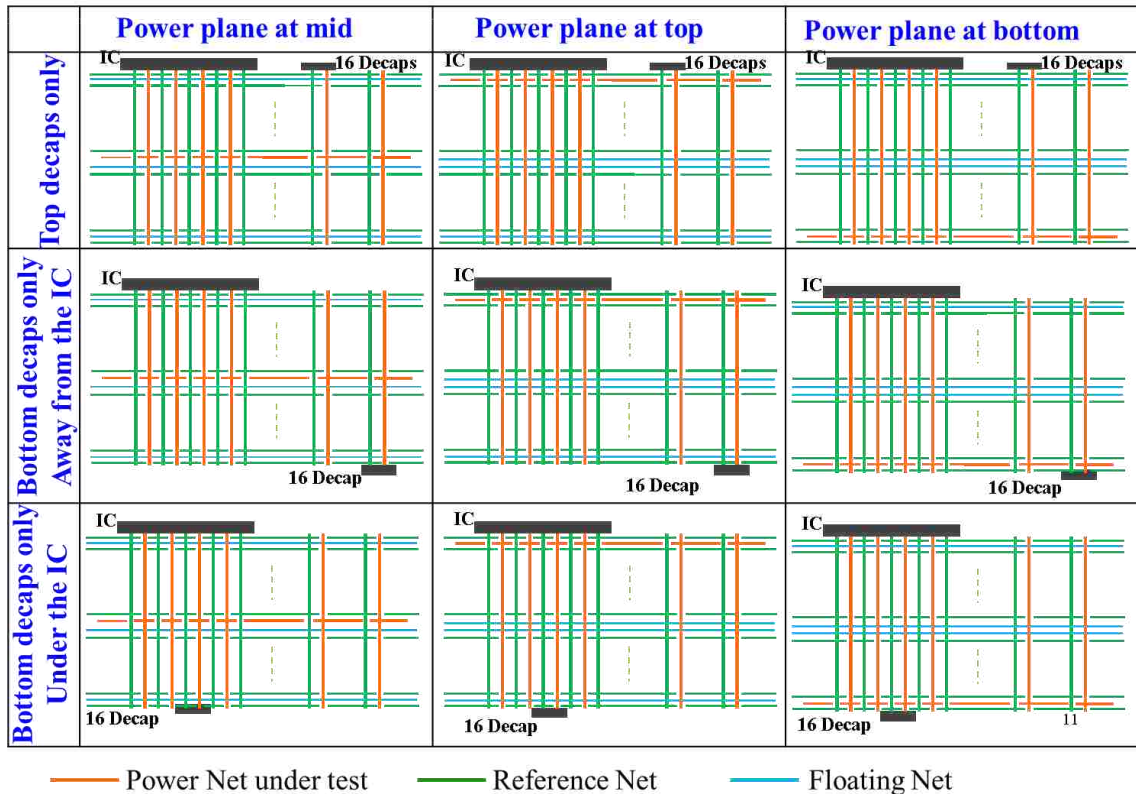 Power plane at mid
Power plane at top
Power plane at bottom
Top decaps only
IC
16 Decaps
IC
16 Decaps
IC
16 Decaps
Bottom decaps only
Away from the IC
IC
16 Decap
IC
16 Decap
IC
16 Decap
Bottom decaps only
Under the IC
IC
16 Decap
IC
16 Decap
IC
16 Decap
11
Power Net under test
Reference Net
Floating Net